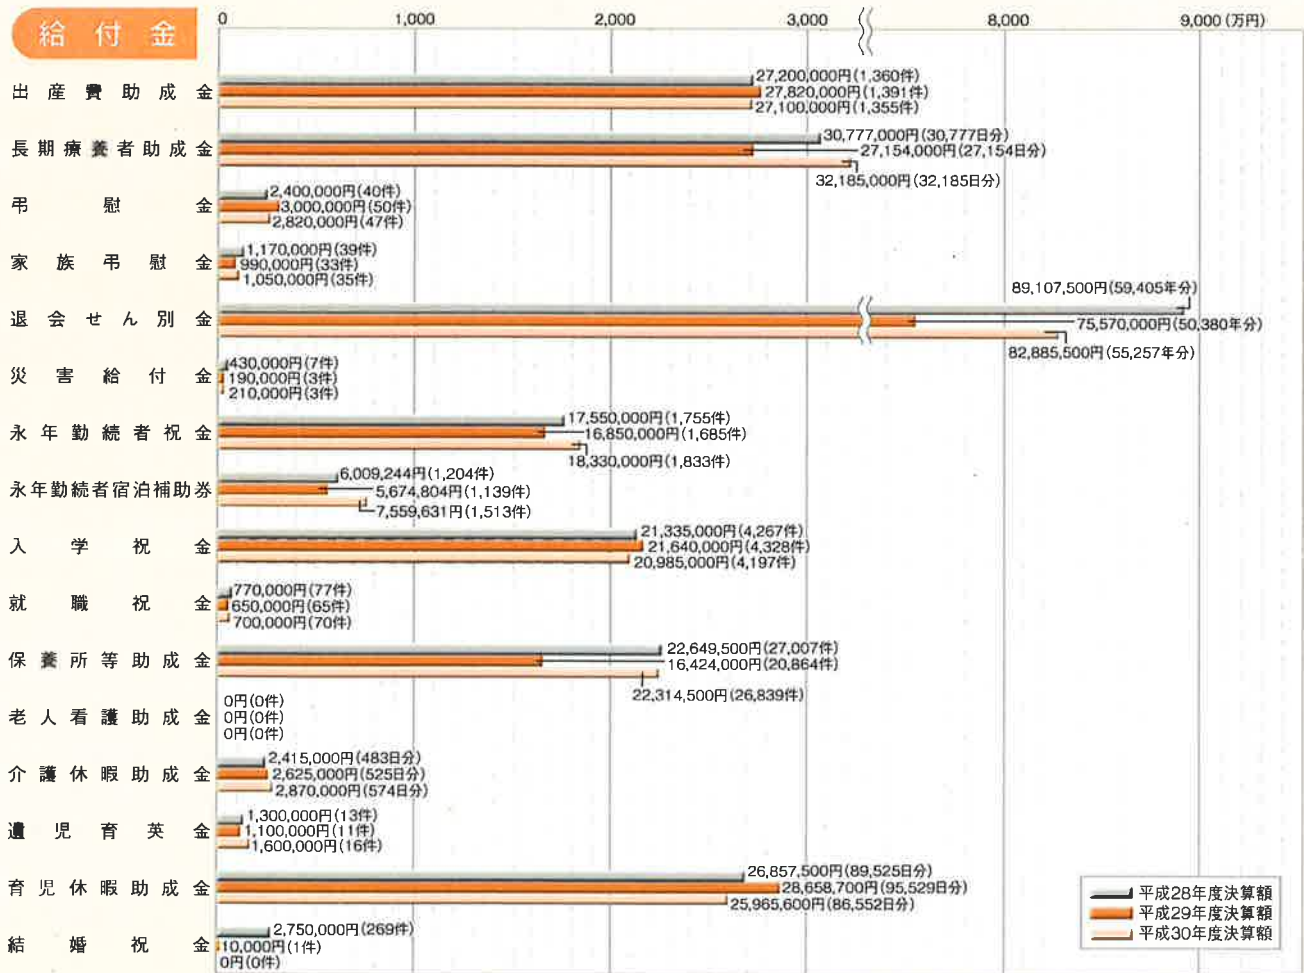 給付金
0 1,000 2,000 3,000 8,000 9,000 (万円)
出産費助成金
27,200,000円(1,360件)
27,820,000円(1,391件)
27,100,000円(1,355件)
長期療養者助成金
30,777,000円(30,777日分)
27,154,000円(27,154日分)
32,185,000円(32,185日分)
弔慰金
2,400,000円(40件)
3,000,000円(50件)
2,820,000円(47件)
家族弔慰金
1,170,000円(39件)
990,000円(33件)
1,050,000円(35件)
退会せん別金
89,107,500円(59,405年分)
75,570,000円(50,380年分)
82,885,500円(55,257年分)
災害給付金
430,000円(7件)
190,000円(3件)
210,000円(3件)
永年勤続者祝金
17,550,000円(1,755件)
16,850,000円(1,685件)
18,330,000円(1,833件)
永年勤続者宿泊補助券
6,009,244円(1,204件)
5,674,804円(1,139件)
7,559,631円(1,513件)
入学祝金
21,335,000円(4,267件)
21,640,000円(4,328件)
20,985,000円(4,197件)
就職祝金
770,000円(77件)
650,000円(65件)
700,000円(70件)
保養所等助成金
22,649,500円(27,007件)
16,424,000円(20,864件)
22,314,500円(26,839件)
老人看護助成金
0円(0件)
0円(0件)
0円(0件)
介護休暇助成金
2,415,000円(483日分)
2,625,000円(525日分)
2,870,000円(574日分)
遺児育英金
1,300,000円(13件)
1,100,000円(11件)
1,600,000円(16件)
育児休暇助成金
26,857,500円(89,525日分)
28,658,700円(95,529日分)
25,965,600円(86,552日分)
結婚祝金
2,750,000円(269件)
10,000円(1件)
0円(0件)
平成28年度決算額
平成29年度決算額
平成30年度決算額